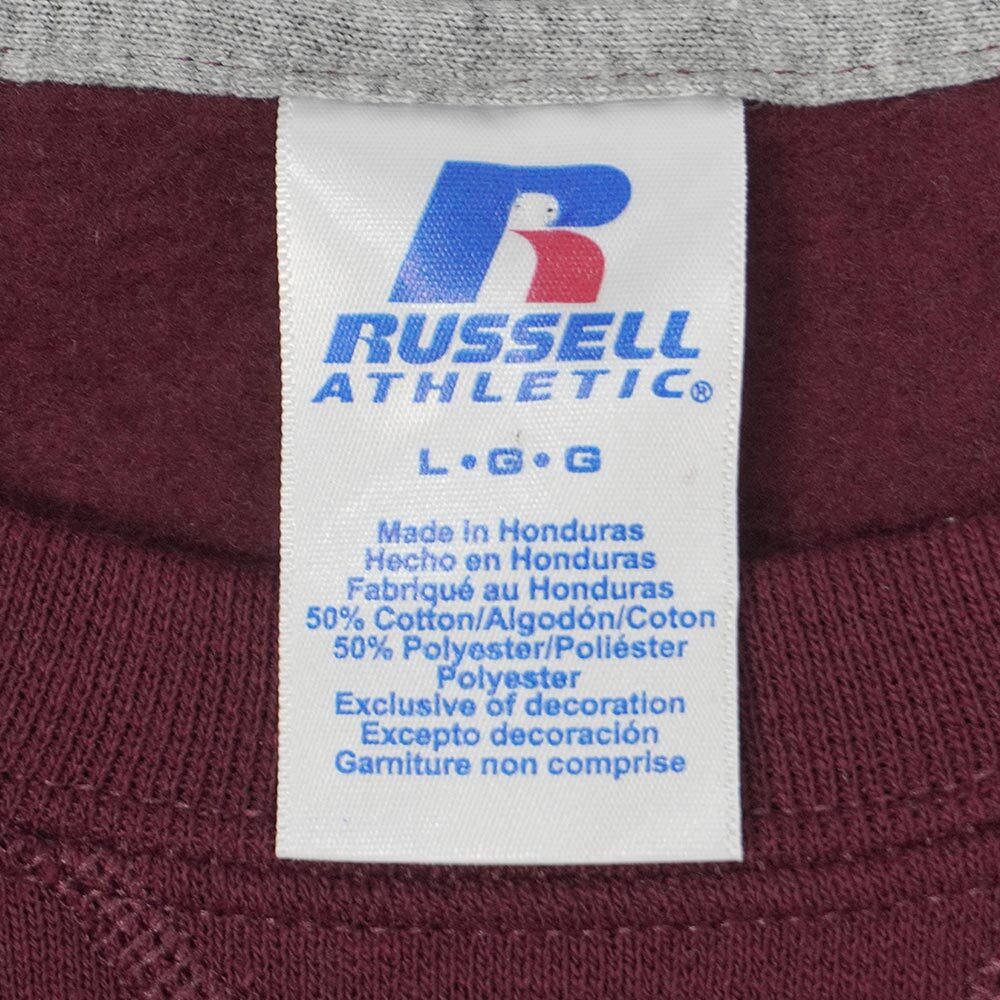 R
RUSSELL
ATHLETIC®
L•G•G
Made in Honduras
Hecho en Honduras
Fabriqué au Honduras
50% Cotton/Algodón/Coton
50% Polyester/Poliéster
Polyester
Exclusive of decoration
Excepto decoración
Garniture non comprise